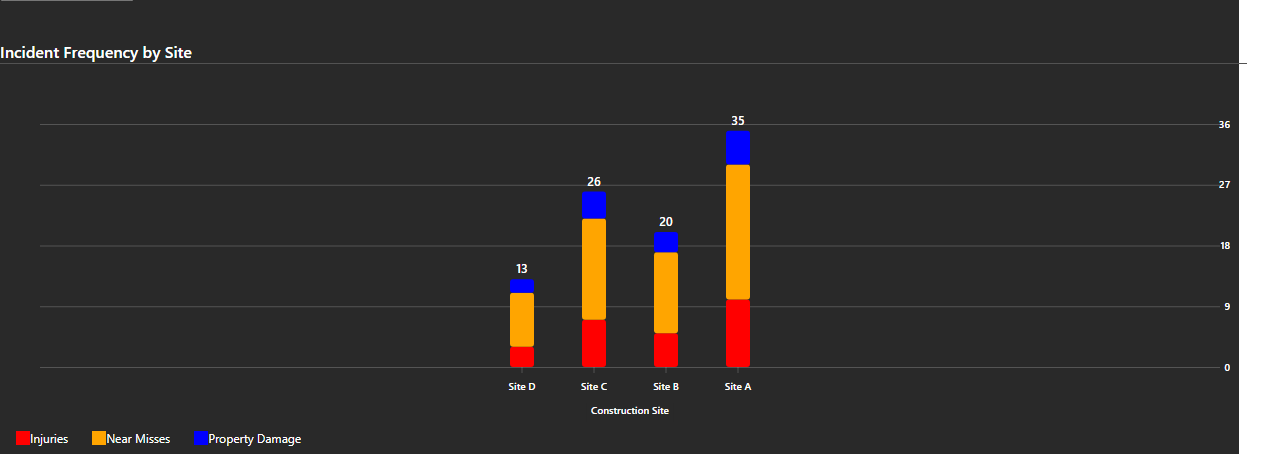 Incident Frequency by Site
35
36
26
27
20
18
13
9
0
Site D Site C Site B Site A
Construction Site
Injuries Near Misses Property Damage